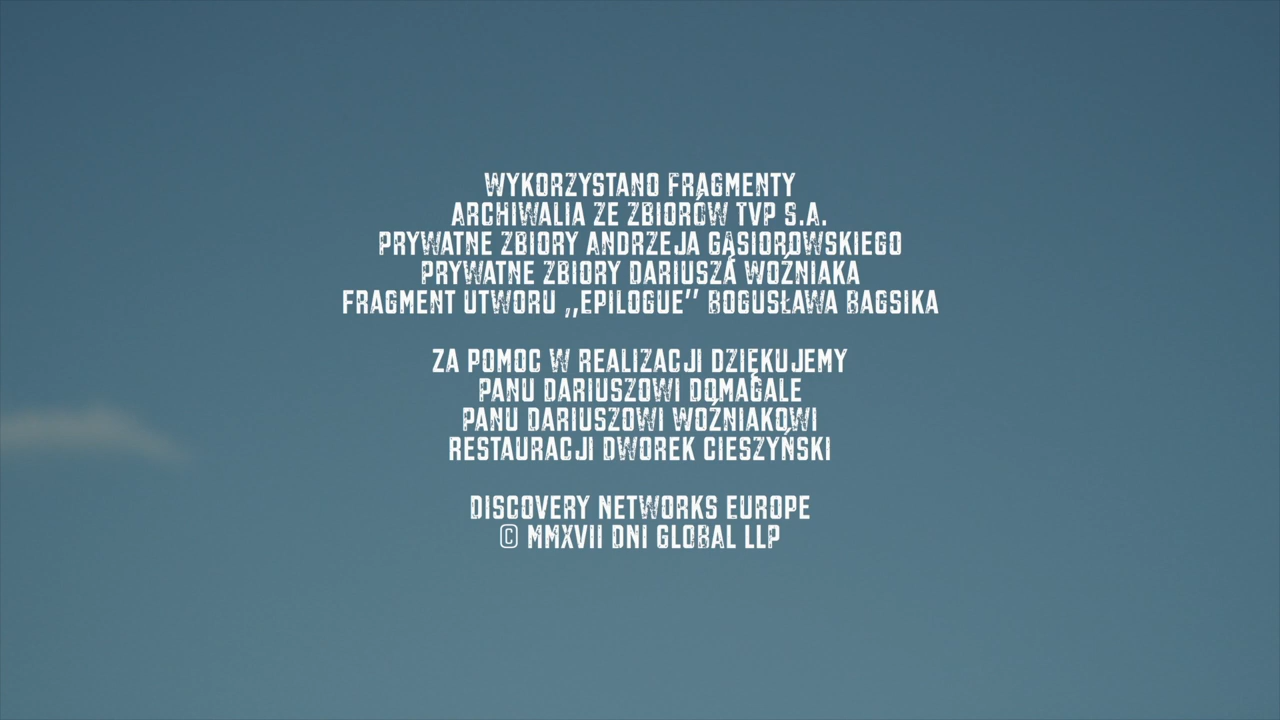 WYKORZYSTANO FRAGMENTY
ARCHIWALIA ZE ZBIORÓW TVP S.A.
PRYWATNE ZBIORY ANDRZEJA GĄSIOROWSKIEGO
PRYWATNE ZBIORY DARIUSZA WOŹNIAKA
FRAGMENT UTWORU ,,EPILOGUE'' BOGUSŁAWA BAGSIKA
ZA POMOC W REALIZACJI DZIĘKUJEMY
PANU DARIUSZOWI DOMAGALE
PANU DARIUSZOWI WOŹNIAKOWI
RESTAURACJI DWOREK CIESZYŃSKI
DISCOVERY NETWORKS EUROPE
© MMXVII DNI GLOBAL LLP